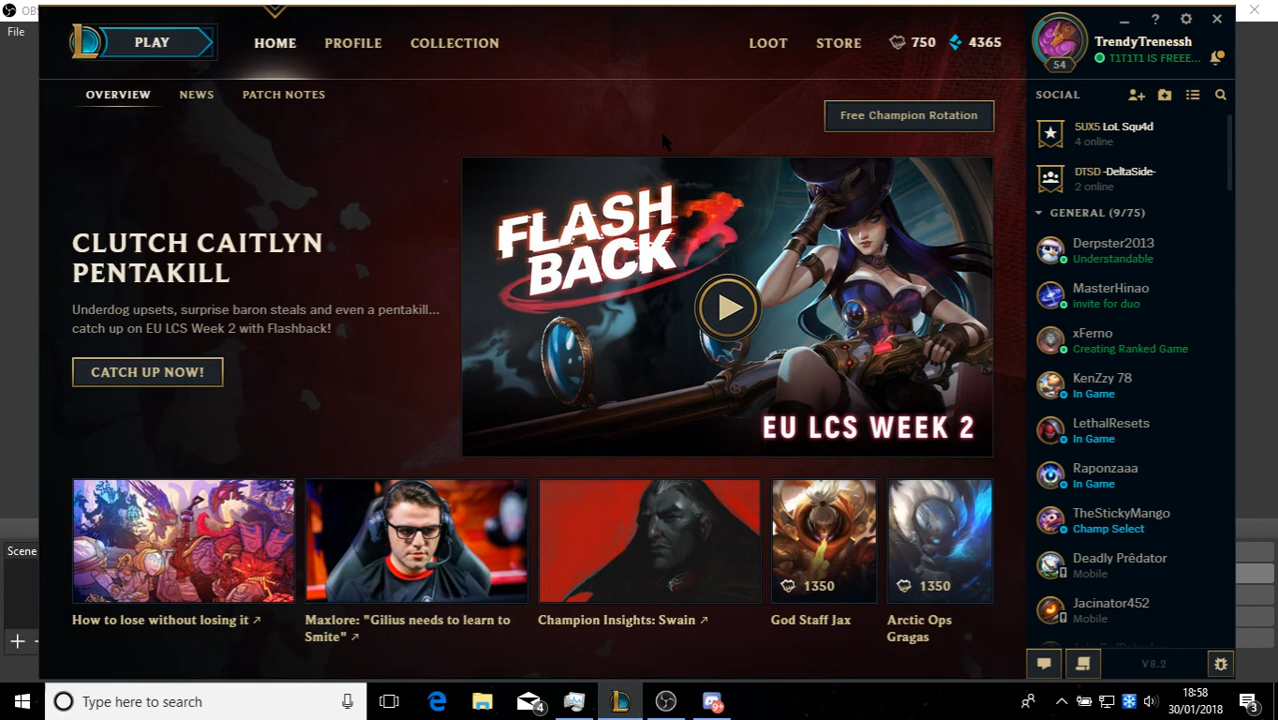 OBS
File
PLAY
HOME
PROFILE
COLLECTION
LOOT
STORE
750
4365
54
TrendyTrenessh
T1T1T1 IS FREEE...
OVERVIEW
NEWS
PATCH NOTES
Free Champion Rotation
SOCIAL
5UX5 LoL Squ4d
4 online
DTSD -DeltaSide-
2 online
GENERAL (9/75)
Derpster2013
Understandable
MasterHinao
invite for duo
xFerno
Creating Ranked Game
KenZzy 78
In Game
LethalResets
In Game
Raponzaaa
In Game
TheStickyMango
Champ Select
Deadly Prêdator
Mobile
Jacinator452
Mobile
V8.2
CLUTCH CAITLYN
PENTAKILL
Underdog upsets, surprise baron steals and even a pentakill...
catch up on EU LCS Week 2 with Flashback!
CATCH UP NOW!
FLASH
BACK
EU LCS WEEK 2
How to lose without losing it ↗
Maxlore: "Gilius needs to learn to
Smite" ↗
Champion Insights: Swain ↗
1350
God Staff Jax
1350
Arctic Ops
Gragas
Scene
Type here to search
4
9+
18:58
30/01/2018
3